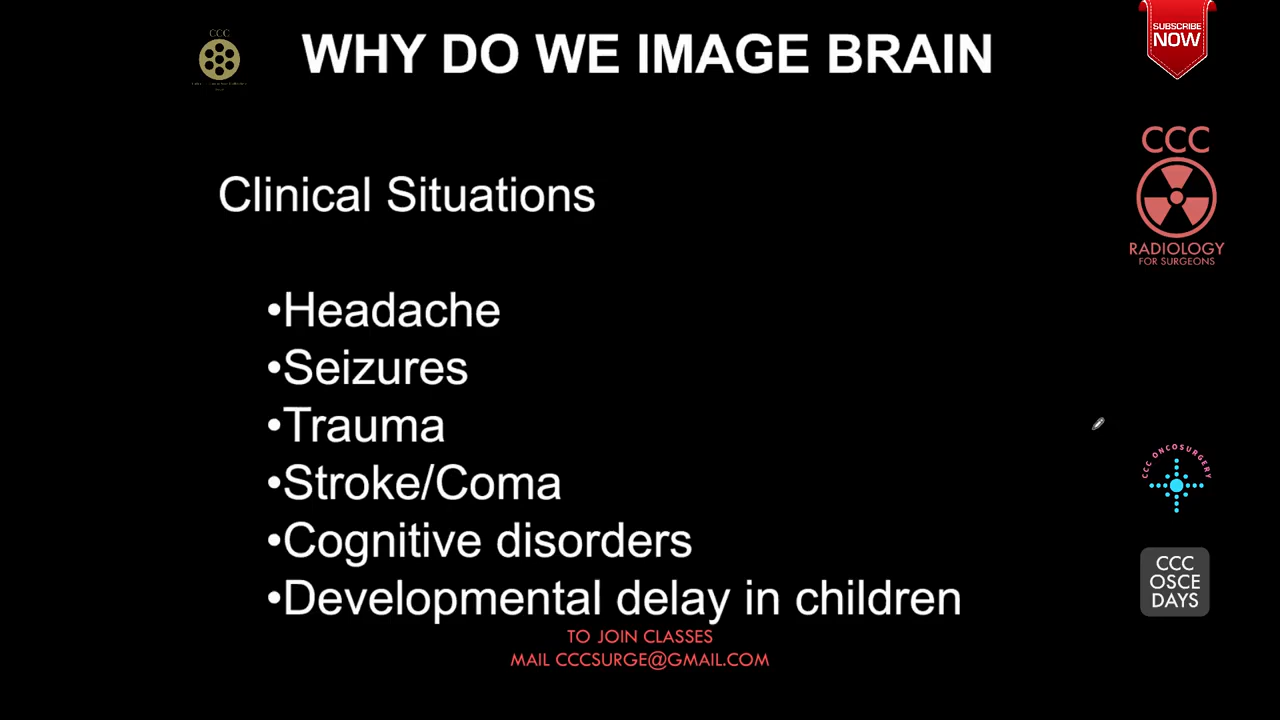 CCC
WHY DO WE IMAGE BRAIN
SUBSCRIBE
NOW
CCC
RADIOLOGY
FOR SURGEONS
Clinical Situations
•Headache
•Seizures
•Trauma
•Stroke/Coma
•Cognitive disorders
•Developmental delay in children
CCC ONCOSURGERY
CCC
OSCE
DAYS
TO JOIN CLASSES
MAIL CCCSURGE@GMAIL.COM